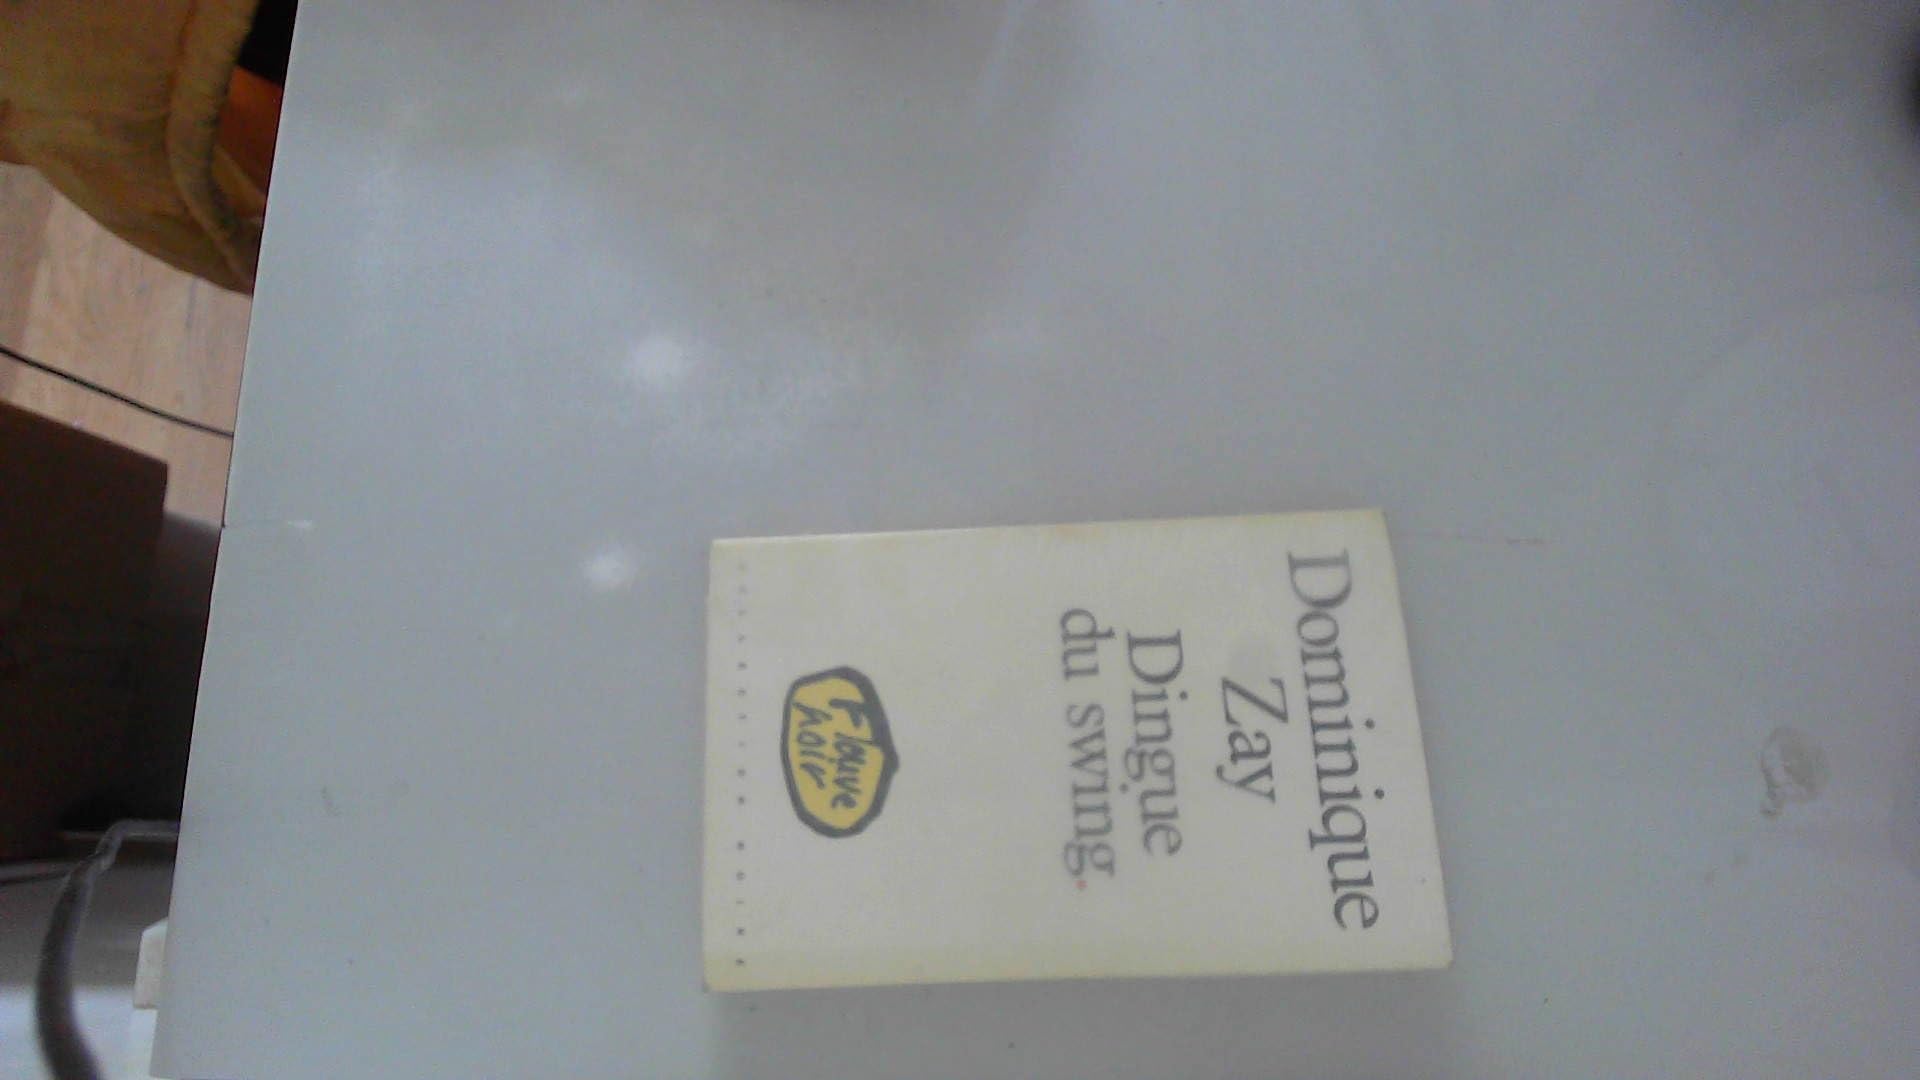 Dominique
Zay
Dingue
du swing.
Fleuve
noir